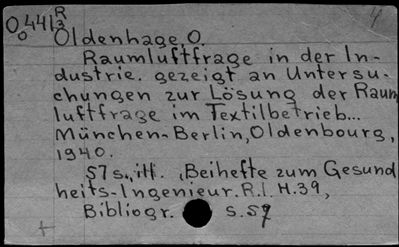 4
R
O 441 3
o
Oldenhage O
Raumluftfrage in der In-
dustrie. gezeigt an Untersu-
chungen zur Lösung der Raum
luftfrage im Textilbetrieb...
München-Berlin, Oldenbourg,
1940.
57 s., ill. (Beihefte zum Gesund
heits-Ingenieur. R.I. H.39,
Bibliogr. s. 57
+